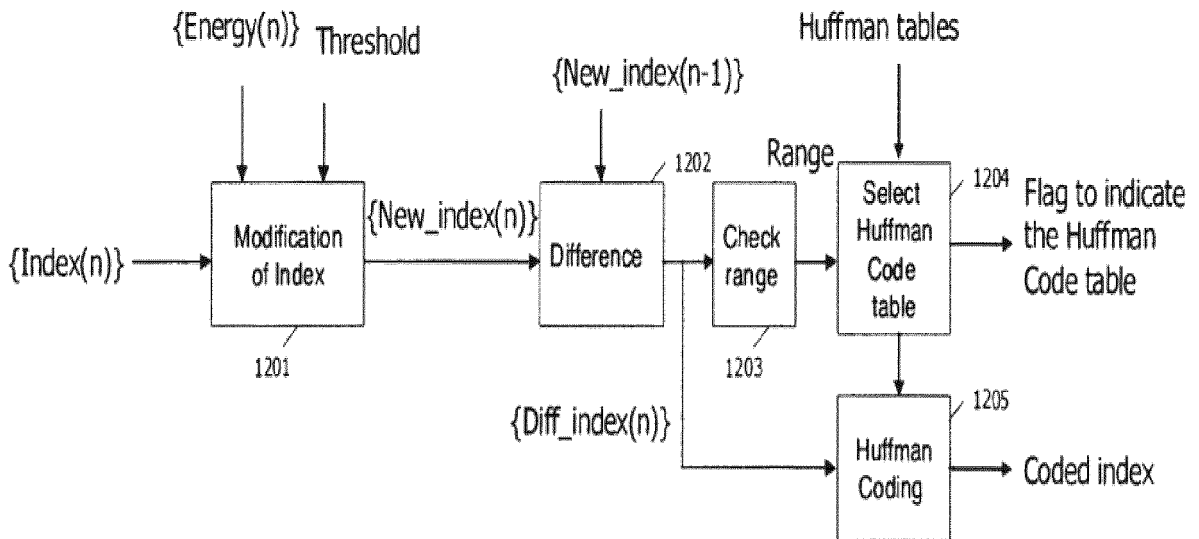 {Energy(n)}
Threshold
{New_index(n-1)}
Huffman tables
{Index(n)}
Modification
of Index
1201
{New_index(n)}
Difference
1202
Check
range
1203
Range
Select
Huffman
Code
table
1204
Flag to indicate
the Huffman
Code table
{Diff_index(n)}
Huffman
Coding
1205
Coded index